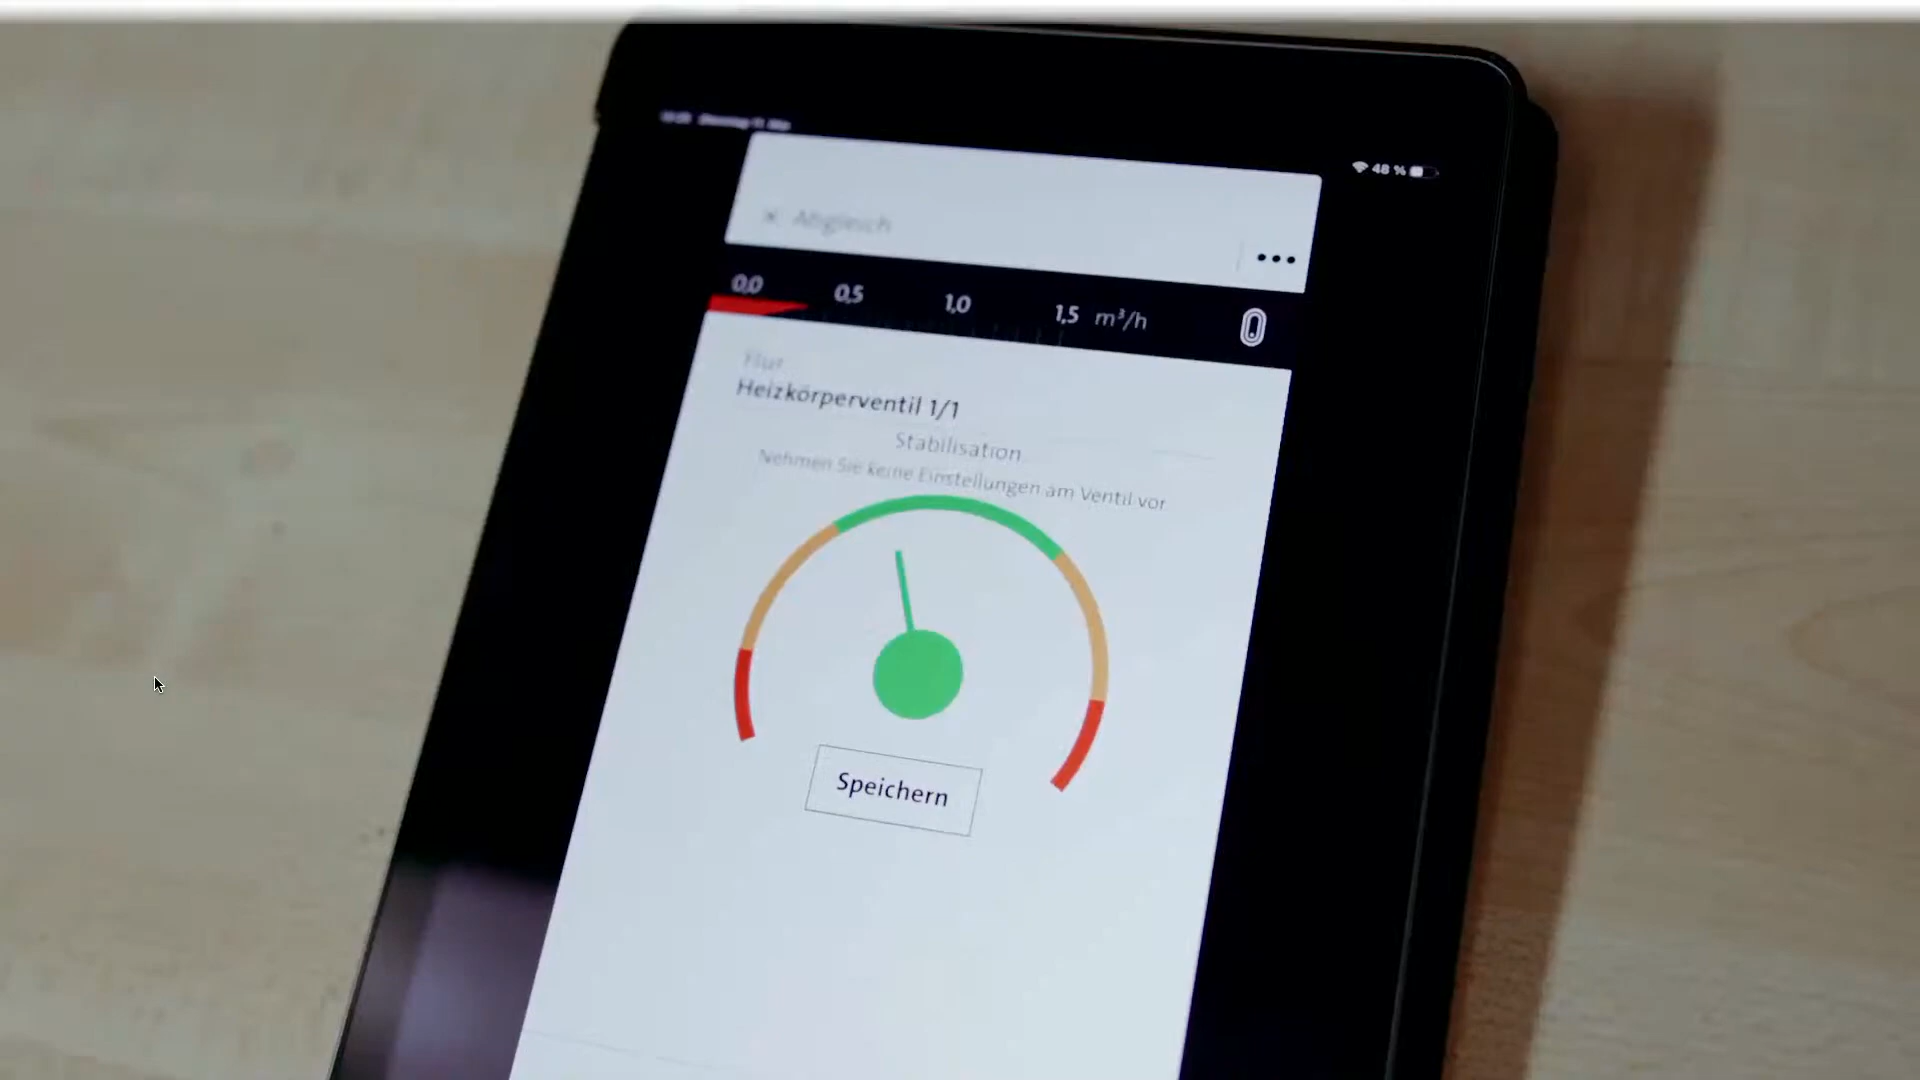 48 %
Abgleich
0,0 0,5 1,0 1,5 m³/h
Flur
Heizkörperventil 1/1
Stabilisation
Nehmen Sie keine Einstellungen am Ventil vor
Speichern